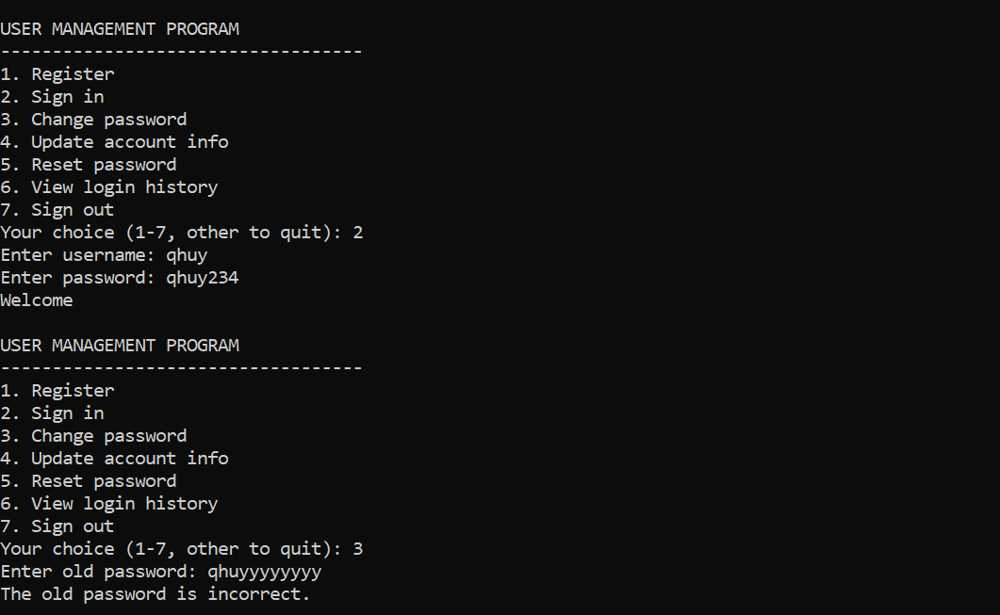 USER MANAGEMENT PROGRAM
-----------------------------------
1. Register
2. Sign in
3. Change password
4. Update account info
5. Reset password
6. View login history
7. Sign out
Your choice (1-7, other to quit): 2
Enter username: qhuy
Enter password: qhuy234
Welcome
USER MANAGEMENT PROGRAM
-----------------------------------
1. Register
2. Sign in
3. Change password
4. Update account info
5. Reset password
6. View login history
7. Sign out
Your choice (1-7, other to quit): 3
Enter old password: qhuyyyyyyyy
The old password is incorrect.